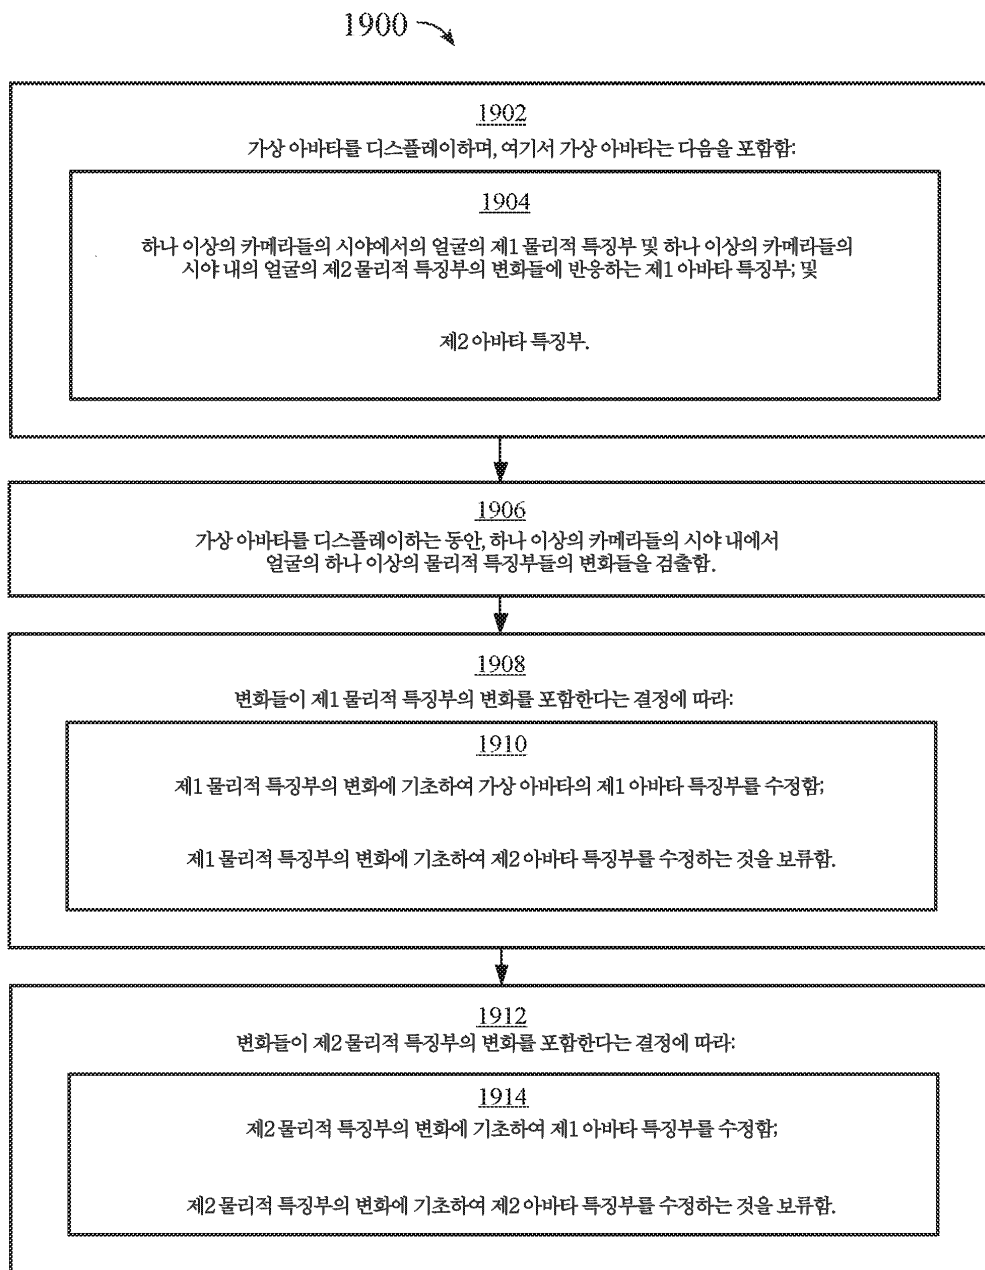 1900
1902
가상 아바타를 디스플레이하며, 여기서 가상 아바타는 다음을 포함함:
1904
하나 이상의 카메라들의 시야에서의 얼굴의 제1 물리적 특징부 및 하나 이상의 카메라들의
시야 내의 얼굴의 제2 물리적 특징부의 변화들에 반응하는 제1 아바타 특징부; 및
제2 아바타 특징부.
1906
가상 아바타를 디스플레이하는 동안, 하나 이상의 카메라들의 시야 내에서
얼굴의 하나 이상의 물리적 특징부들의 변화들을 검출함.
1908
변화들이 제1 물리적 특징부의 변화를 포함한다는 결정에 따라:
1910
제1 물리적 특징부의 변화에 기초하여 가상 아바타의 제1 아바타 특징부를 수정함;
제1 물리적 특징부의 변화에 기초하여 제2 아바타 특징부를 수정하는 것을 보류함.
1912
변화들이 제2 물리적 특징부의 변화를 포함한다는 결정에 따라:
1914
제2 물리적 특징부의 변화에 기초하여 제1 아바타 특징부를 수정함;
제2 물리적 특징부의 변화에 기초하여 제2 아바타 특징부를 수정하는 것을 보류함.